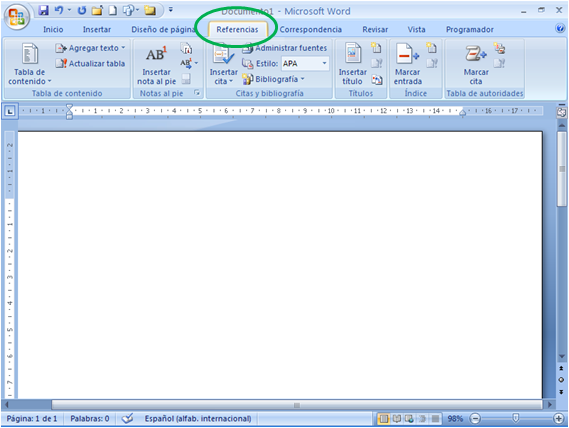 Documento1 - Microsoft Word
Inicio Insertar Diseño de página Referencias Correspondencia Revisar Vista Programador
Tabla de contenido
Agregar texto
Actualizar tabla
Tabla de contenido
Insertar nota al pie
AB
Notas al pie
Insertar cita
Administrar fuentes
Estilo: APA
Bibliografía
Citas y bibliografía
Insertar título
Títulos
Marcar entrada
Índice
Marcar cita
Tabla de autoridades
1 1 2 3 4 5 6 7 8 9 10 11 12 13 14 15 16 17
2
1
1
2
3
4
5
6
7
Página: 1 de 1 Palabras: 0 Español (alfab. internacional) 98%